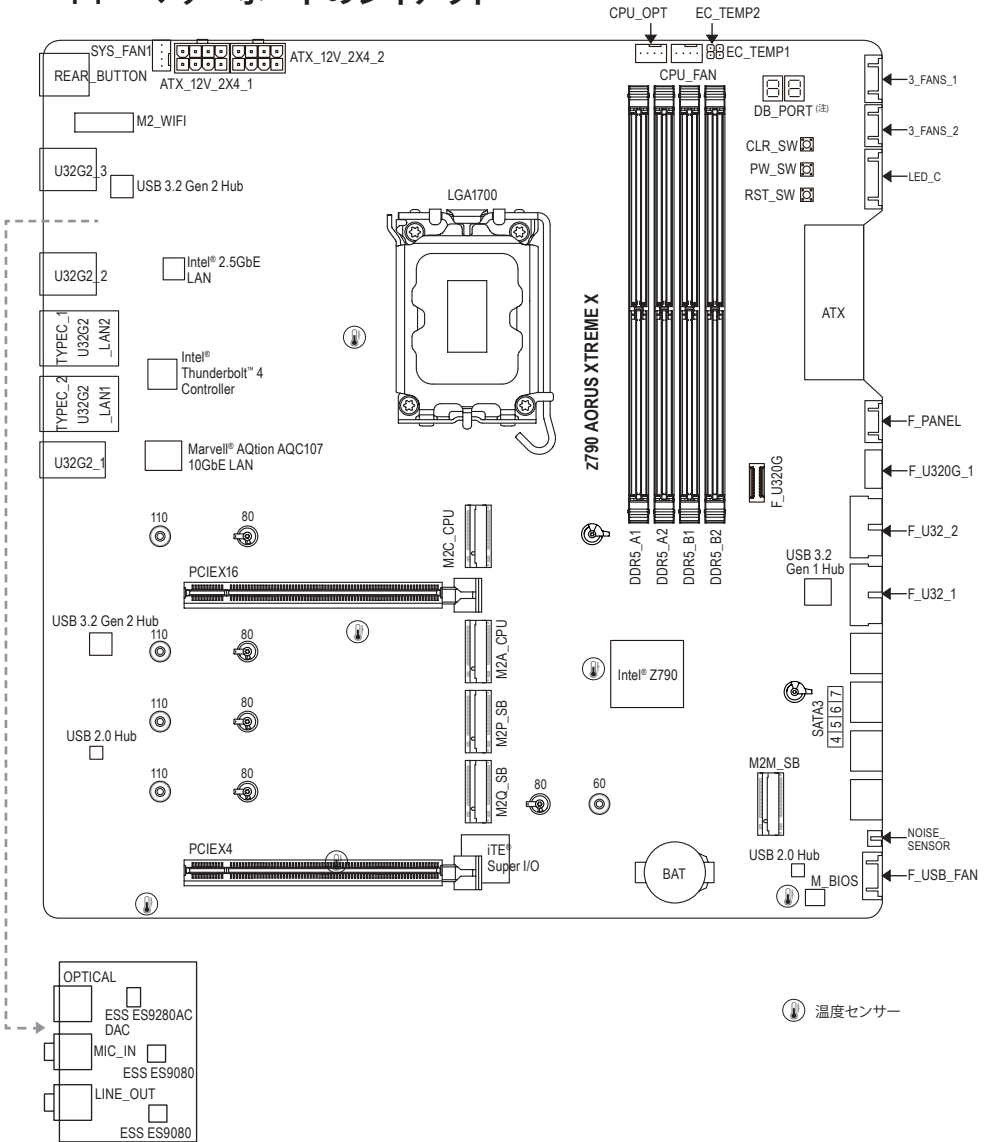 CPU_OPT
EC_TEMP2
SYS_FAN1
ATX_12V_2X4_2
EC_TEMP1
REAR_BUTTON
ATX_12V_2X4_1
CPU_FAN
3_FANS_1
DB_PORT (注)
M2_WIFI
3_FANS_2
CLR_SW
U32G2_3
PW_SW
USB 3.2 Gen 2 Hub
LED_C
RST_SW
LGA1700
U32G2_2
Intel® 2.5GbE
LAN
TYPEC_1
U32G2
_LAN2
ATX
Z790 AORUS XTREME X
Intel®
Thunderbolt™ 4
Controller
TYPEC_2
U32G2
_LAN1
F_PANEL
U32G2_1
Marvell® AQtion AQC107
10GbE LAN
F_U320G
F_U320G_1
110
80
M2C_CPU
DDR5_A1
DDR5_A2
DDR5_B1
DDR5_B2
F_U32_2
USB 3.2
Gen 1 Hub
PCIEX16
F_U32_1
USB 3.2 Gen 2 Hub
110
80
M2A_CPU
Intel® Z790
110
80
M2P_SB
SATA3
4 5 6 7
USB 2.0 Hub
110
80
M2Q_SB
80
60
M2M_SB
NOISE_
SENSOR
PCIEX4
iTE®
Super I/O
BAT
USB 2.0 Hub
M_BIOS
F_USB_FAN
OPTICAL
ESS ES9280AC
DAC
MIC_IN
ESS ES9080
LINE_OUT
ESS ES9080
温度センサー